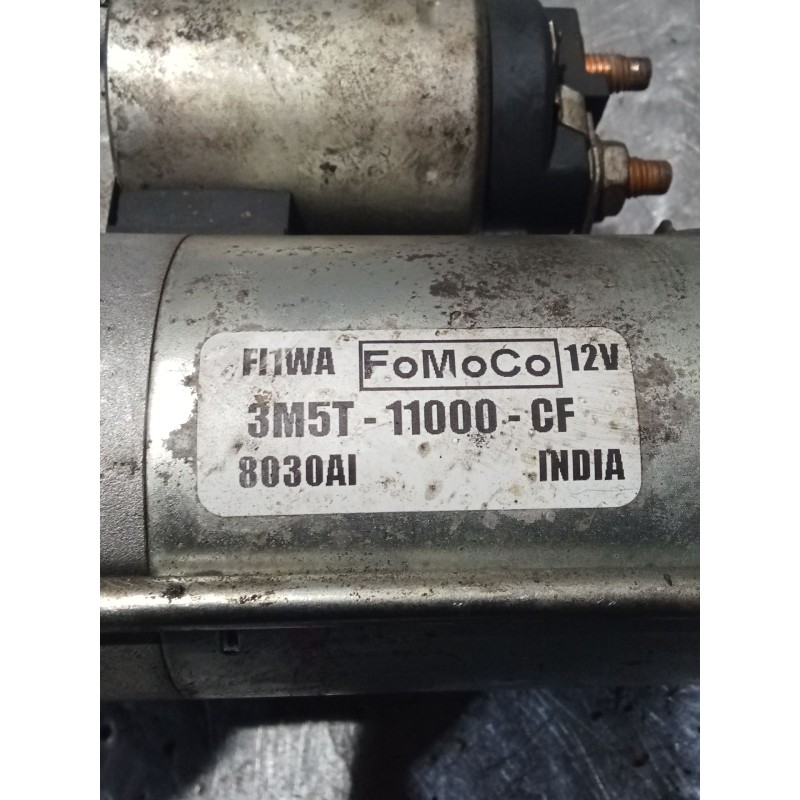 FI1WA FoMoCo 12V
3M5T - 11000 - CF
8030AI INDIA